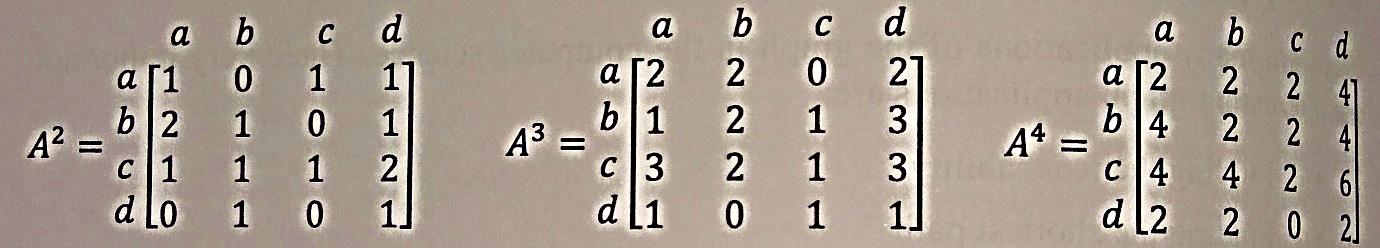 a b c d a b c d a b c d
a 1 0 1 1 a 2 2 0 2 a 2 2 2 4
b 2 1 0 1 b 1 2 1 3 b 4 2 2 4
A² = A³ = A⁴ =
c 1 1 1 2 c 3 2 1 3 c 4 4 2 6
d 0 1 0 1 d 1 0 1 1 d 2 2 0 2